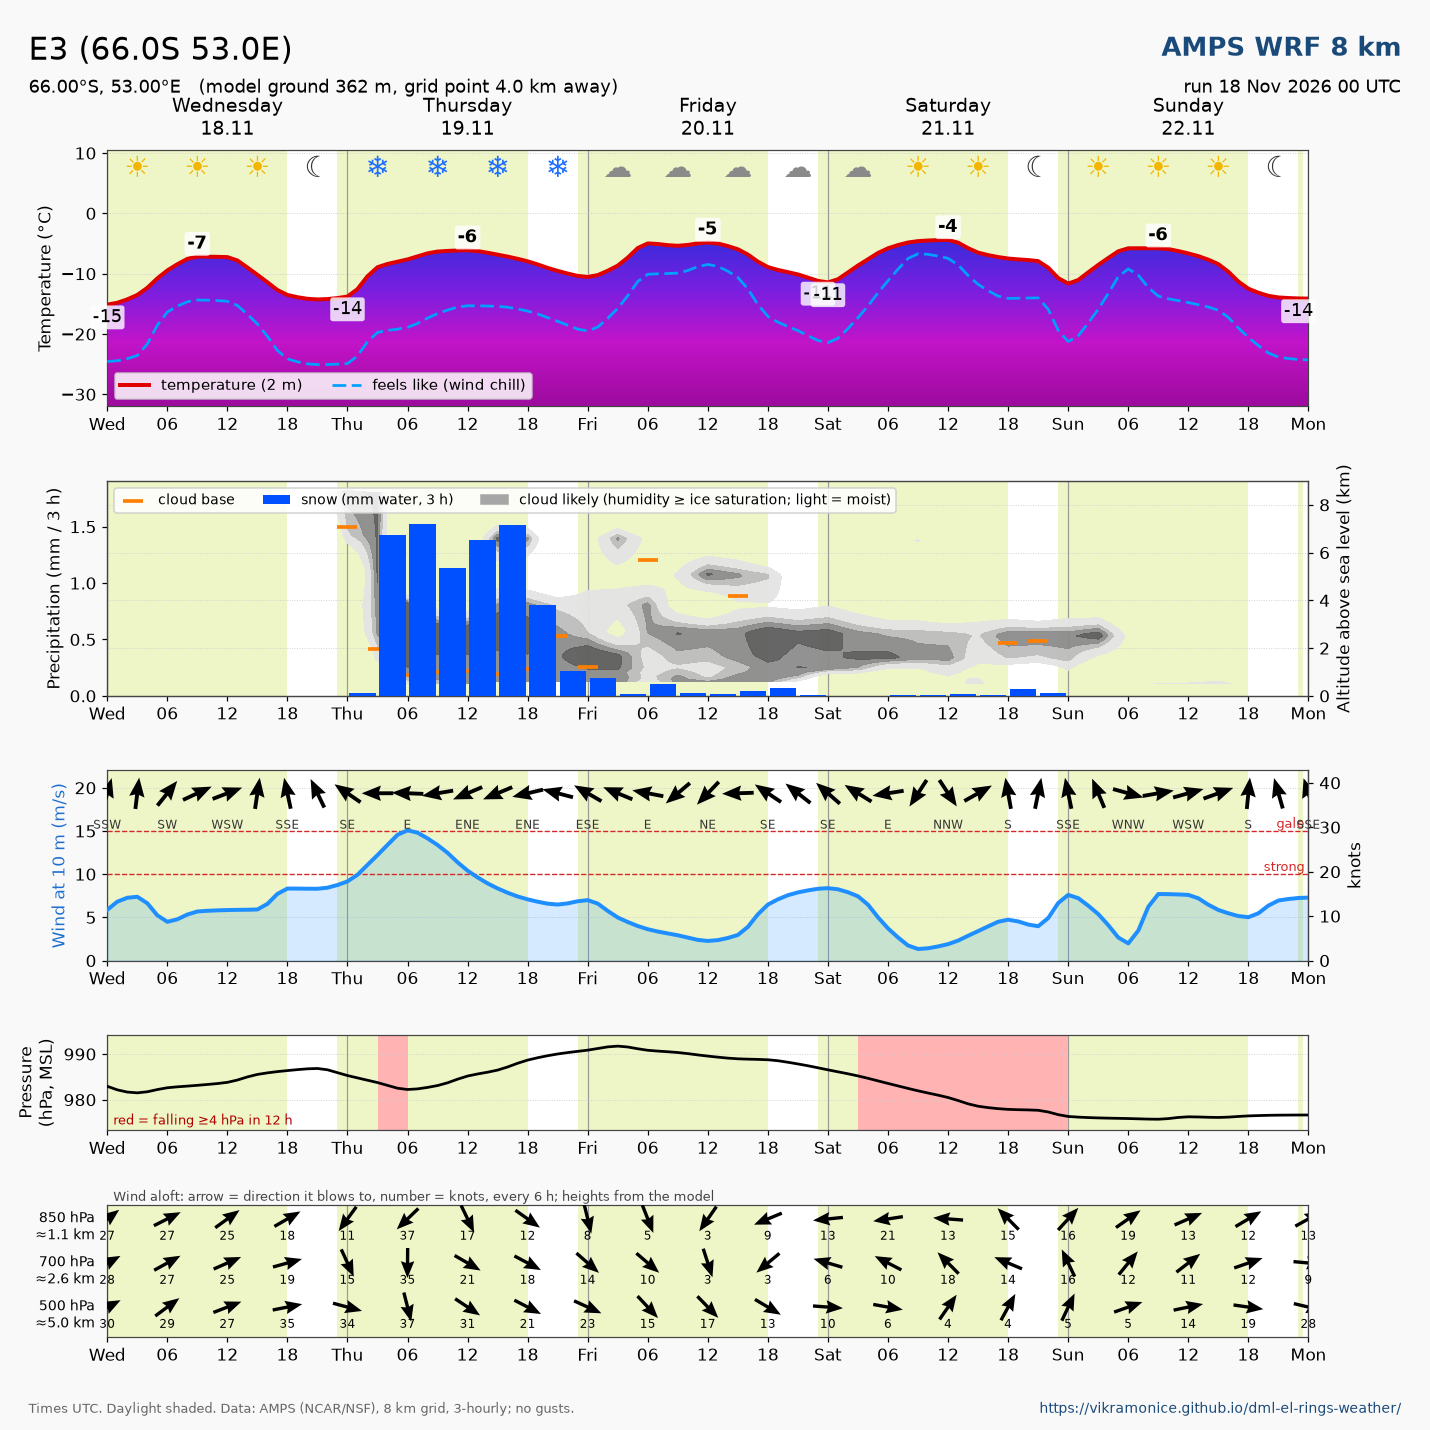 E3 (66.0S 53.0E)
AMPS WRF 8 km
66.00°S, 53.00°E (model ground 362 m, grid point 4.0 km away)
run 18 Nov 2026 00 UTC
Wednesday Thursday Friday Saturday Sunday
18.11 19.11 20.11 21.11 22.11
Temperature (°C)
10
0
−10
−20
−30
-7 -6 -5 -4 -6
-15 -14 -11 -14
temperature (2 m) feels like (wind chill)
Wed 06 12 18 Thu 06 12 18 Fri 06 12 18 Sat 06 12 18 Sun 06 12 18 Mon
Precipitation (mm / 3 h)
1.5
1.0
0.5
0.0
cloud base snow (mm water, 3 h) cloud likely (humidity ≥ ice saturation; light = moist)
8
6
4
2
0
Altitude above sea level (km)
Wed 06 12 18 Thu 06 12 18 Fri 06 12 18 Sat 06 12 18 Sun 06 12 18 Mon
Wind at 10 m (m/s)
20
15
10
5
0
SSW SW WSW SSE SE E ENE ENE ESE E NE SE SE E NNW S SSE WNW WSW S SSE
gale
strong
40
30
20
10
0
knots
Wed 06 12 18 Thu 06 12 18 Fri 06 12 18 Sat 06 12 18 Sun 06 12 18 Mon
Pressure
(hPa, MSL)
990
980
red = falling ≥4 hPa in 12 h
Wed 06 12 18 Thu 06 12 18 Fri 06 12 18 Sat 06 12 18 Sun 06 12 18 Mon
Wind aloft: arrow = direction it blows to, number = knots, every 6 h; heights from the model
850 hPa
≈1.1 km 27 27 25 18 11 37 17 12 8 5 3 9 13 21 13 15 16 19 13 12 13
700 hPa
≈2.6 km 28 27 25 19 15 35 21 18 14 10 3 3 6 10 18 14 16 12 11 12 9
500 hPa
≈5.0 km 30 29 27 35 34 37 31 21 23 15 17 13 10 6 4 4 5 5 14 19 28
Wed 06 12 18 Thu 06 12 18 Fri 06 12 18 Sat 06 12 18 Sun 06 12 18 Mon
Times UTC. Daylight shaded. Data: AMPS (NCAR/NSF), 8 km grid, 3-hourly; no gusts.
https://vikramonice.github.io/dml-el-rings-weather/